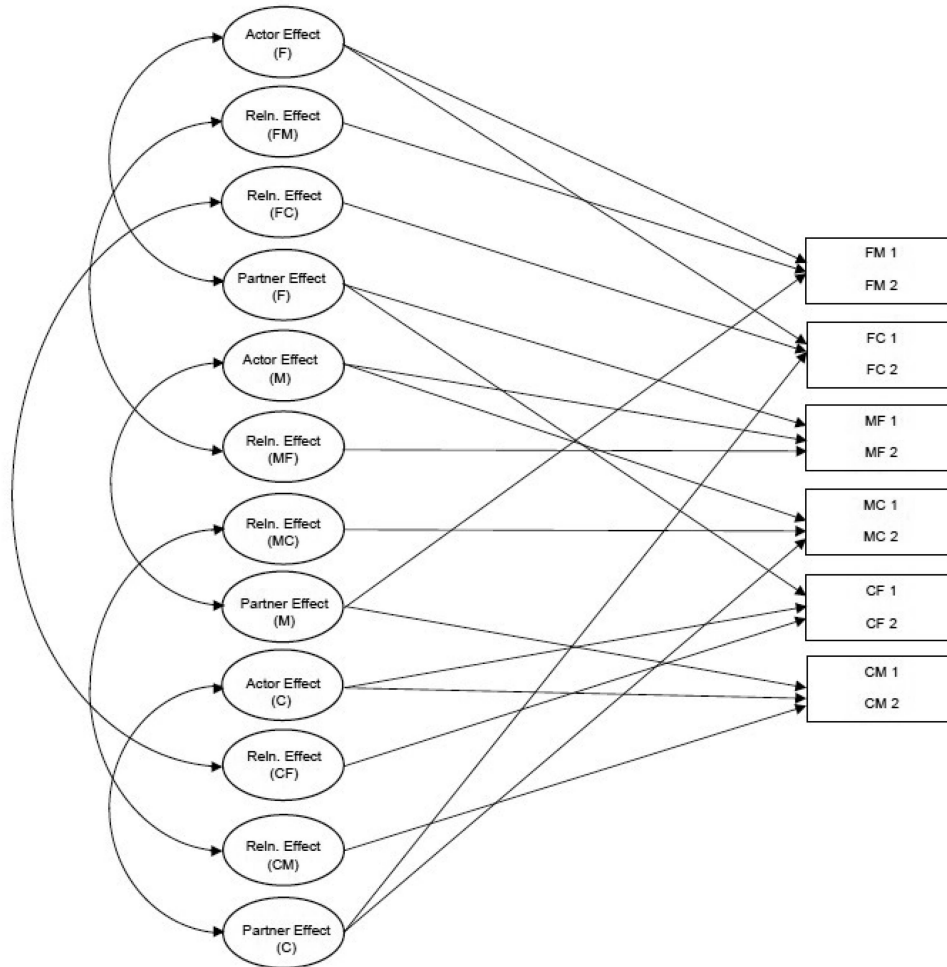 Actor Effect
(F)
Reln. Effect
(FM)
Reln. Effect
(FC)
Partner Effect
(F)
Actor Effect
(M)
Reln. Effect
(MF)
Reln. Effect
(MC)
Partner Effect
(M)
Actor Effect
(C)
Reln. Effect
(CF)
Reln. Effect
(CM)
Partner Effect
(C)
FM 1
FM 2
FC 1
FC 2
MF 1
MF 2
MC 1
MC 2
CF 1
CF 2
CM 1
CM 2